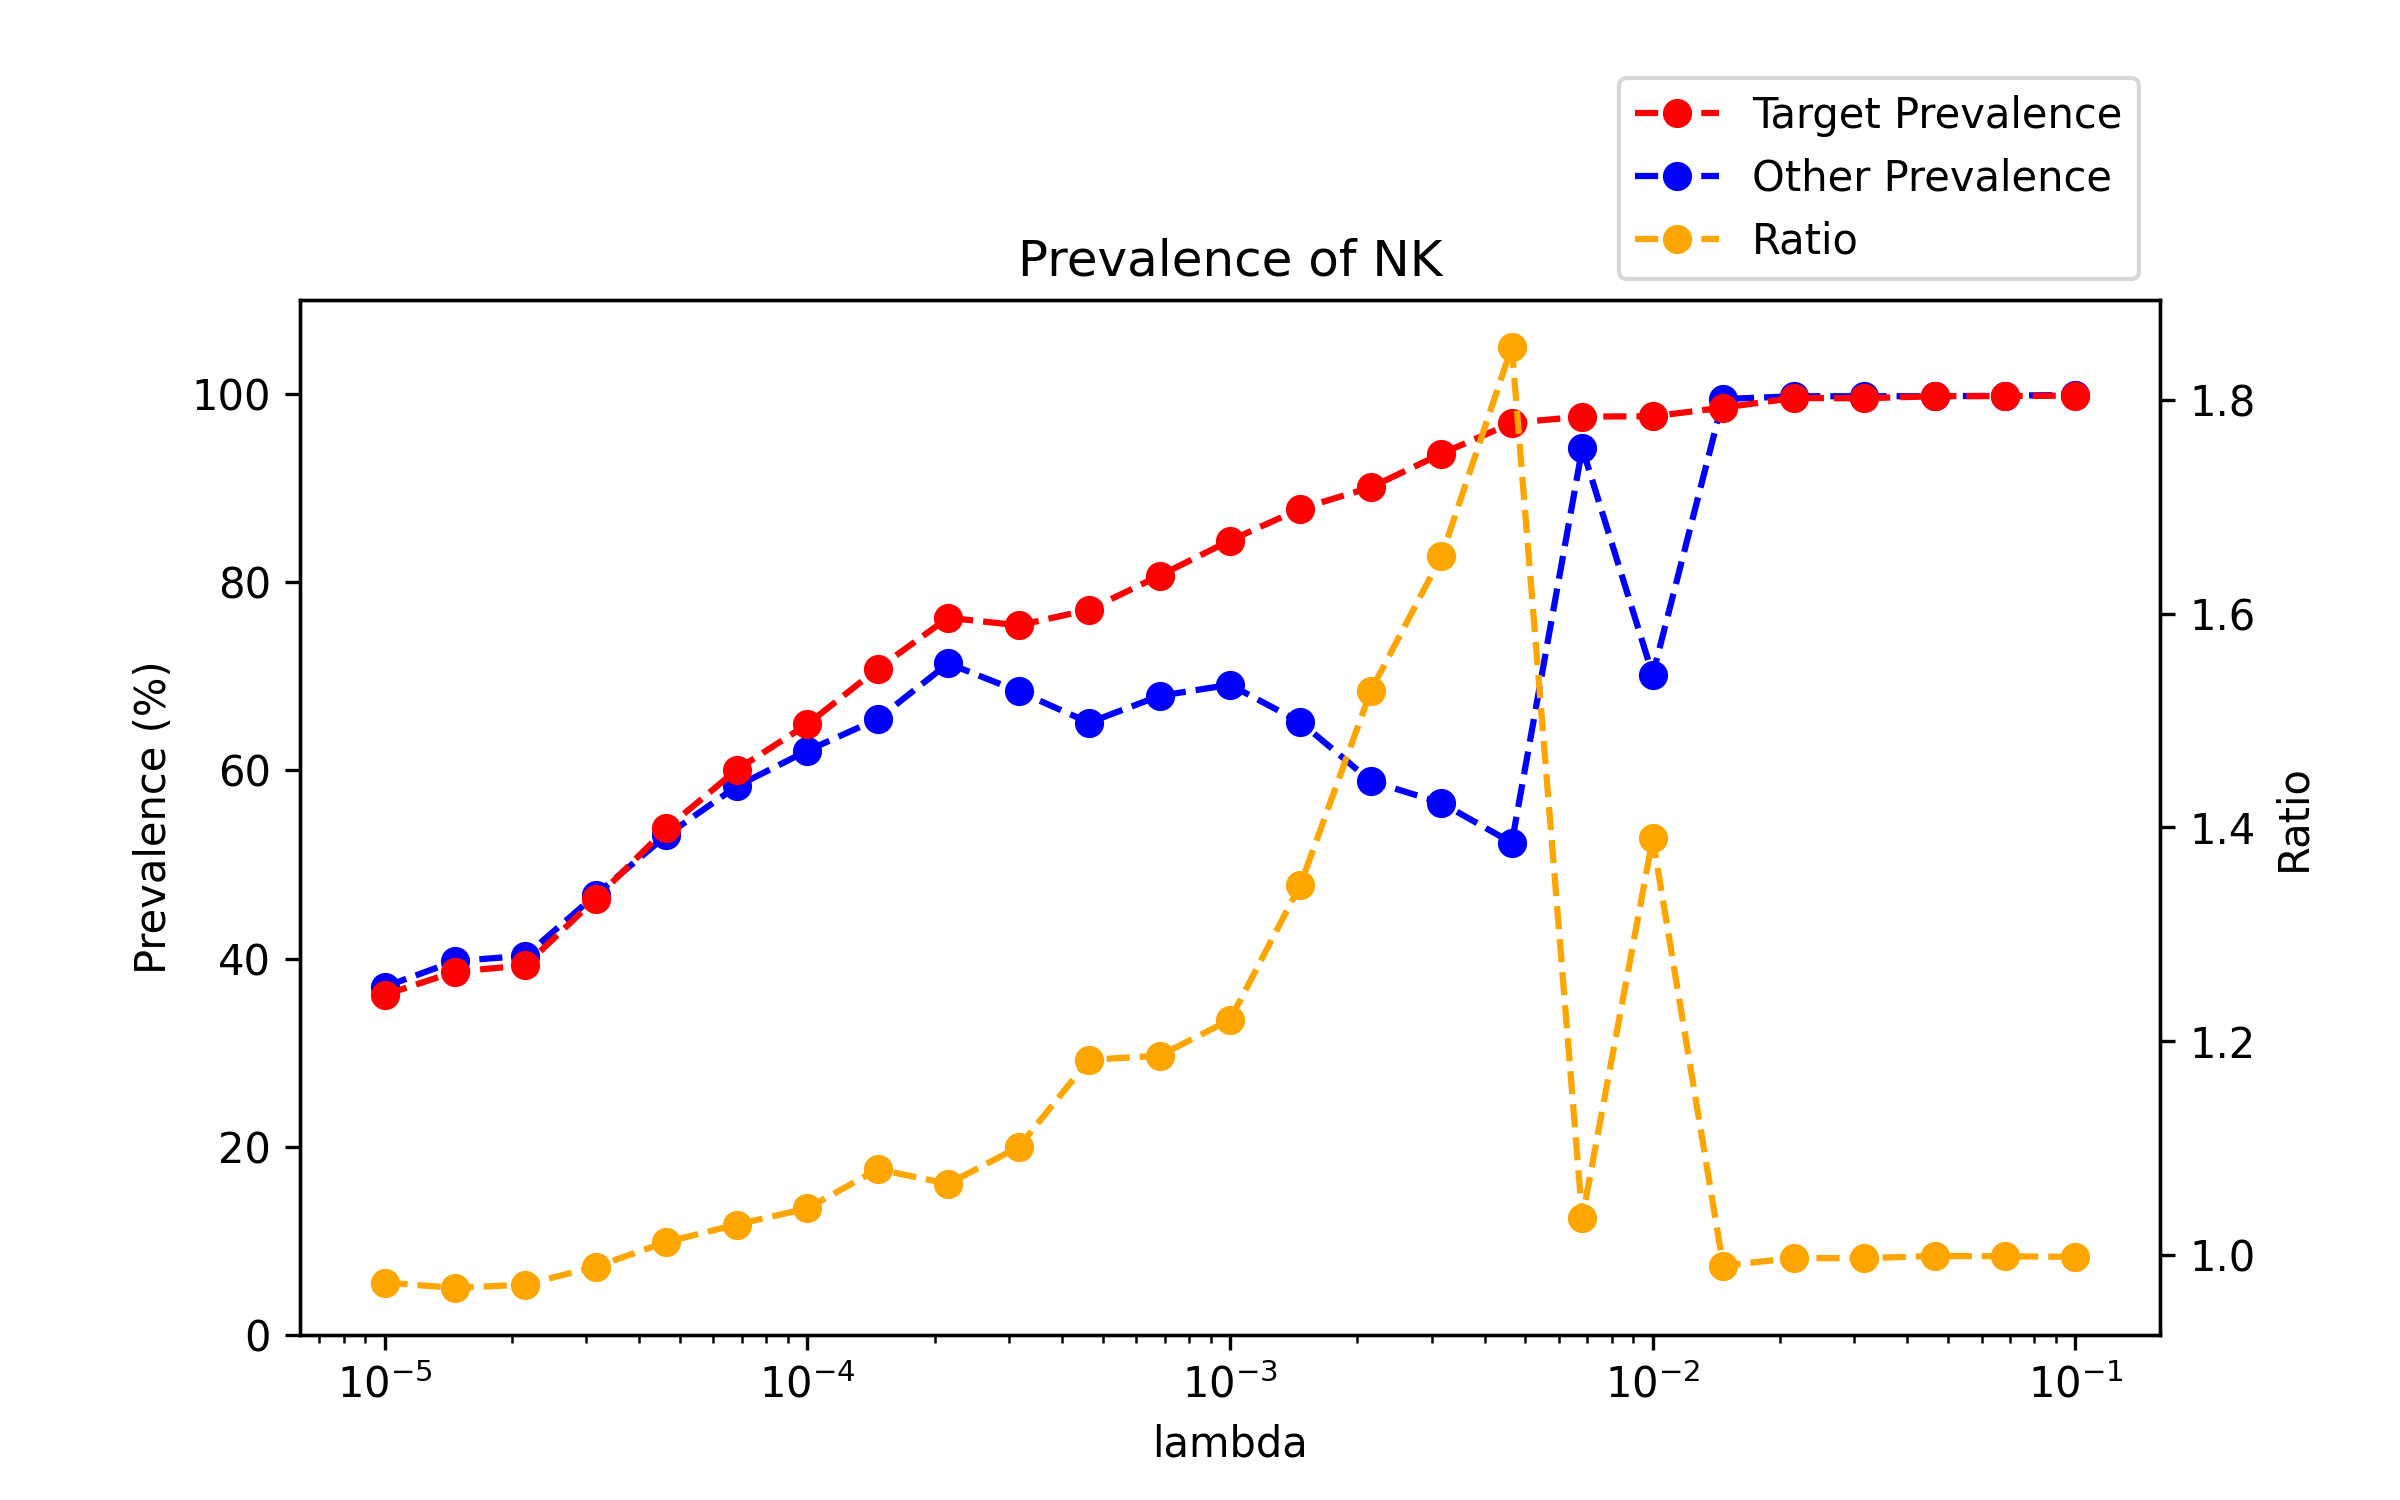 Target Prevalence
Other Prevalence
Ratio
Prevalence of NK
100
80
60
40
20
0
Prevalence (%)
1.8
1.6
1.4
1.2
1.0
Ratio
10⁻⁵ 10⁻⁴ 10⁻³ 10⁻² 10⁻¹
lambda